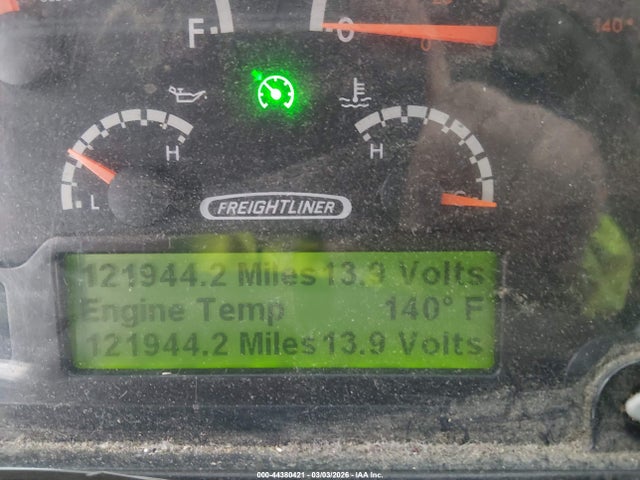 F 0 0 140°
H H
L
FREIGHTLINER
121944.2 Miles 13.9 Volts
Engine Temp 140° F
121944.2 Miles 13.9 Volts
000-44380421 - 03/03/2026 - IAA Inc.